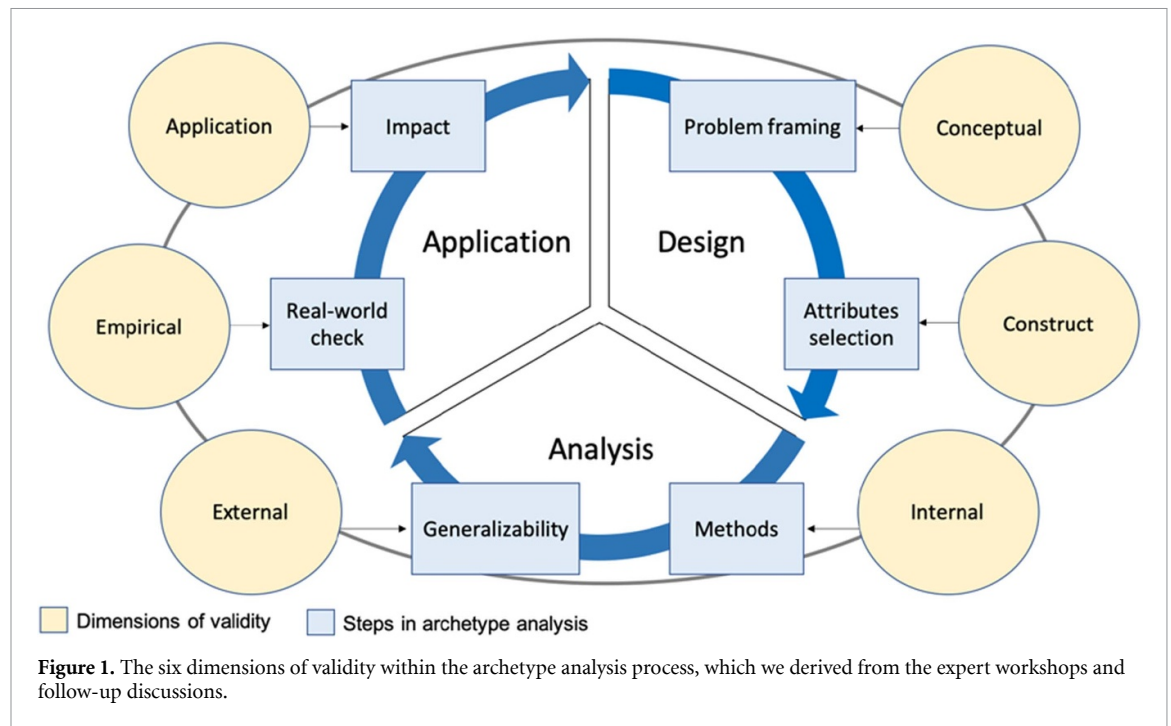 Application
Impact
Problem framing
Conceptual
Application
Design
Empirical
Real-world
check
Attributes
selection
Construct
Analysis
External
Generalizability
Methods
Internal
Dimensions of validity
Steps in archetype analysis
Figure 1. The six dimensions of validity within the archetype analysis process, which we derived from the expert workshops and
follow-up discussions.